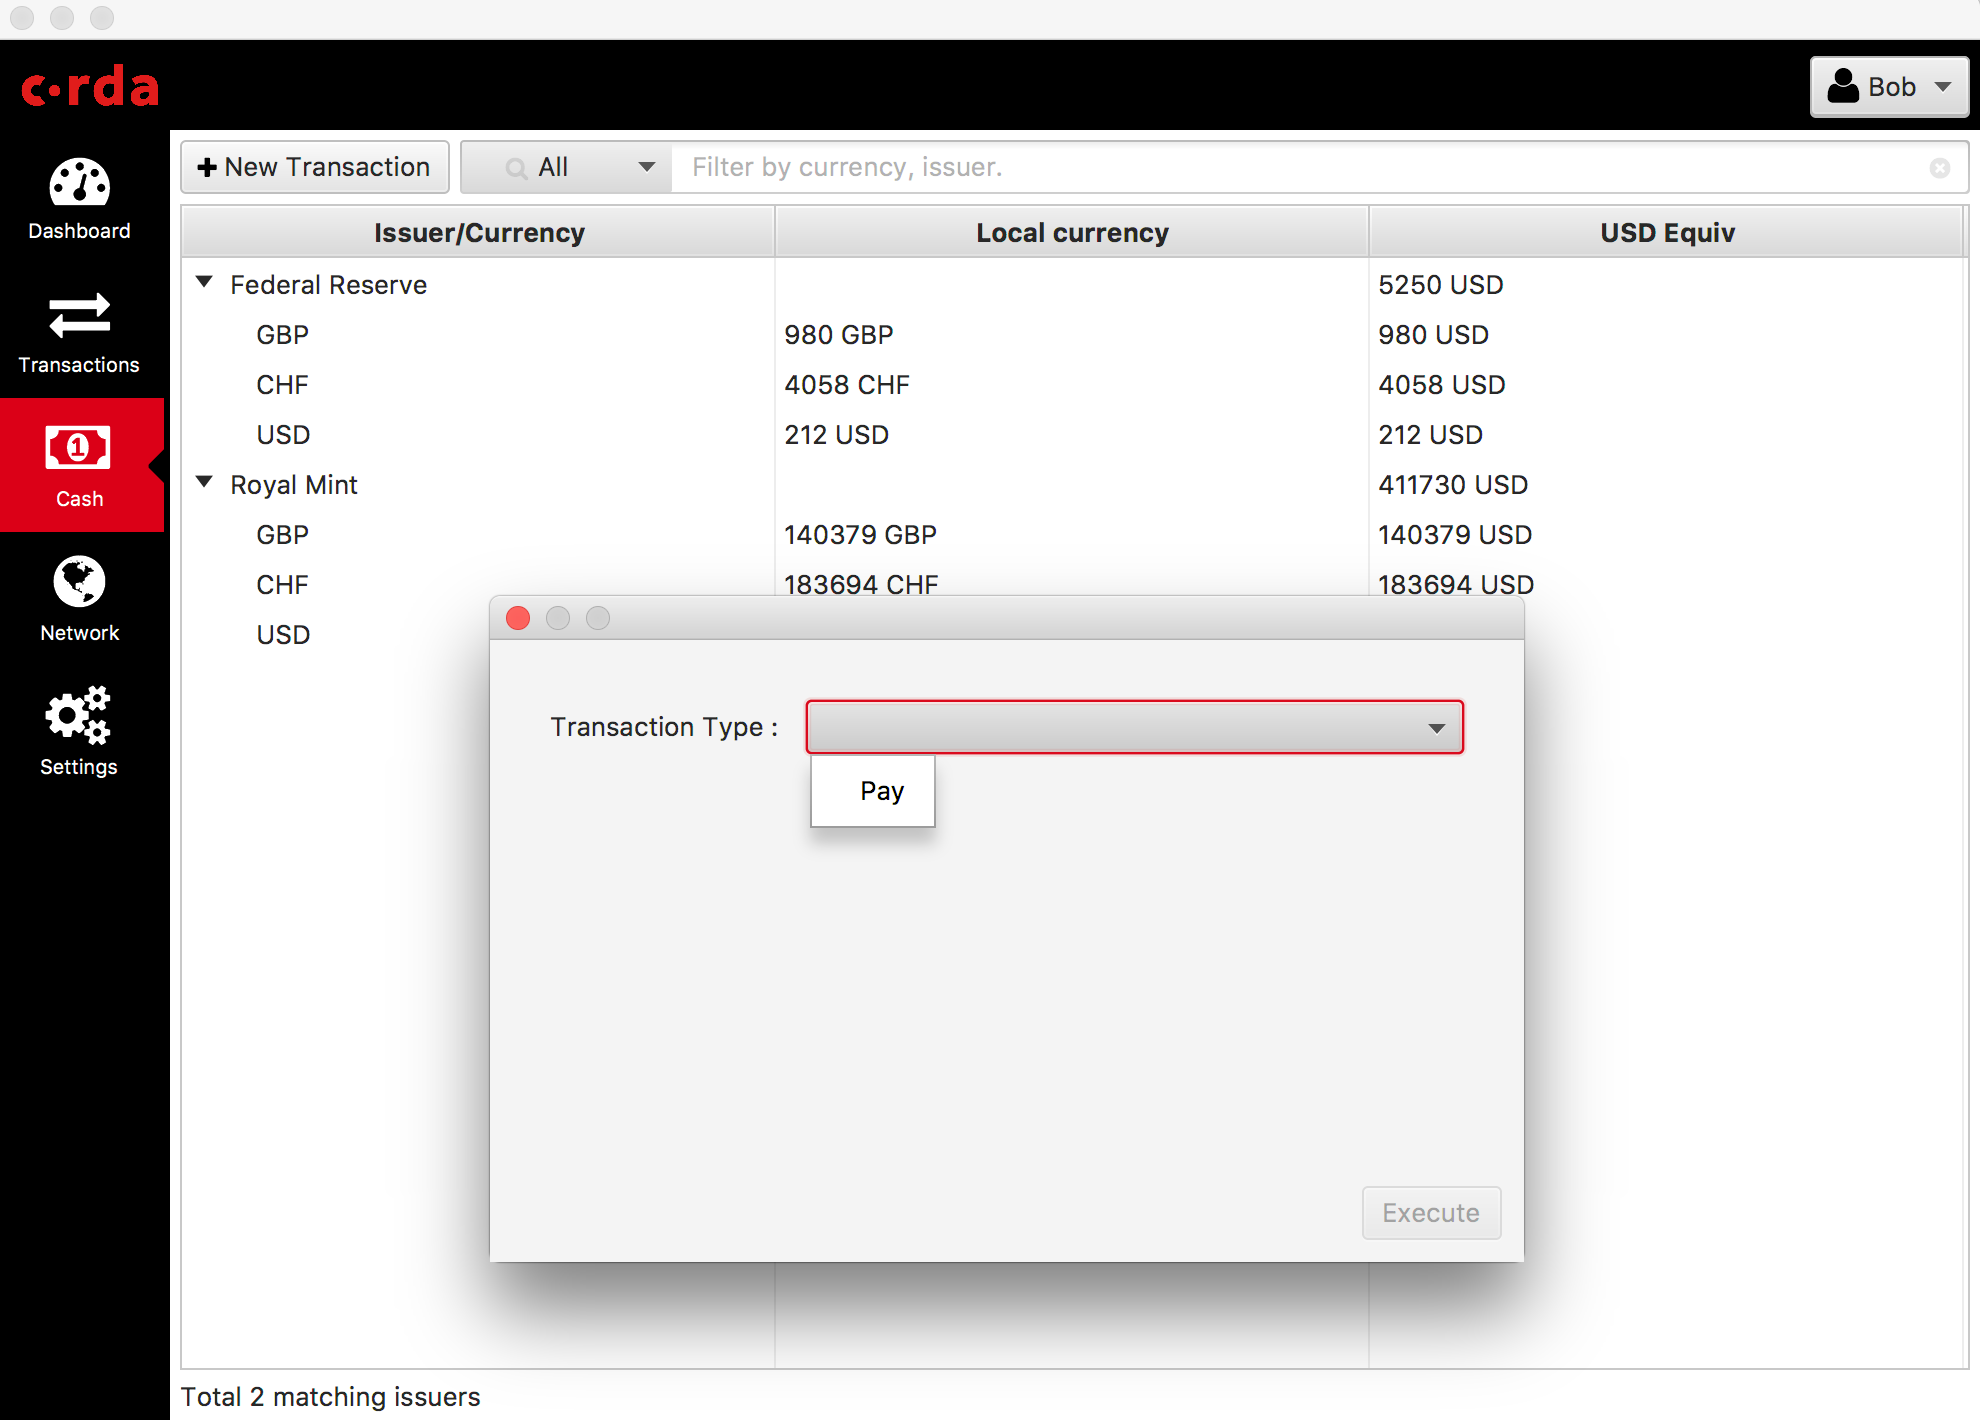 c·rda
Bob
New Transaction
All
Filter by currency, issuer.
Dashboard
Transactions
1
Cash
Network
Settings
Issuer/Currency Local currency USD Equiv
Federal Reserve 5250 USD
GBP 980 GBP 980 USD
CHF 4058 CHF 4058 USD
USD 212 USD 212 USD
Royal Mint 411730 USD
GBP 140379 GBP 140379 USD
CHF 183694 CHF 183694 USD
USD
Transaction Type :
Pay
Execute
Total 2 matching issuers